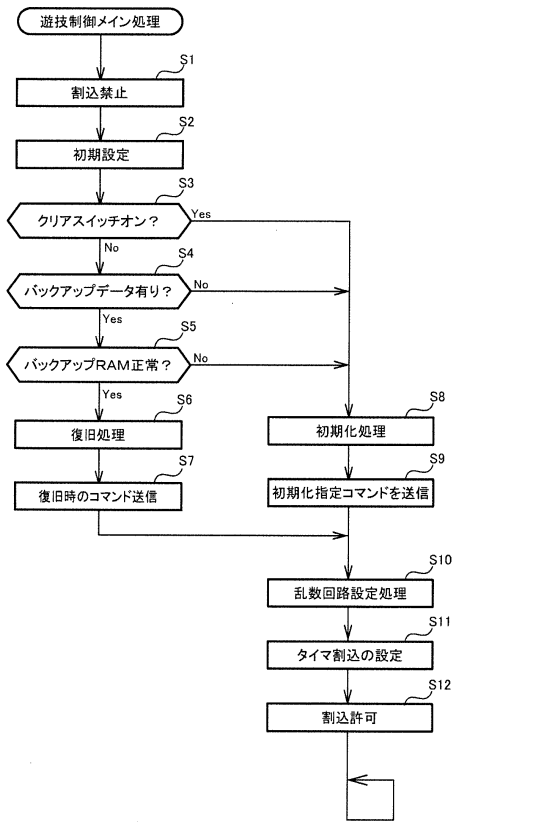 遊技制御メイン処理
S1
割込禁止
S2
初期設定
S3
クリアスイッチオン?
Yes
No
S4
バックアップデータ有り?
No
Yes
S5
バックアップRAM正常?
No
Yes
S6
復旧処理
S7
復旧時のコマンド送信
S8
初期化処理
S9
初期化指定コマンドを送信
S10
乱数回路設定処理
S11
タイマ割込の設定
S12
割込許可